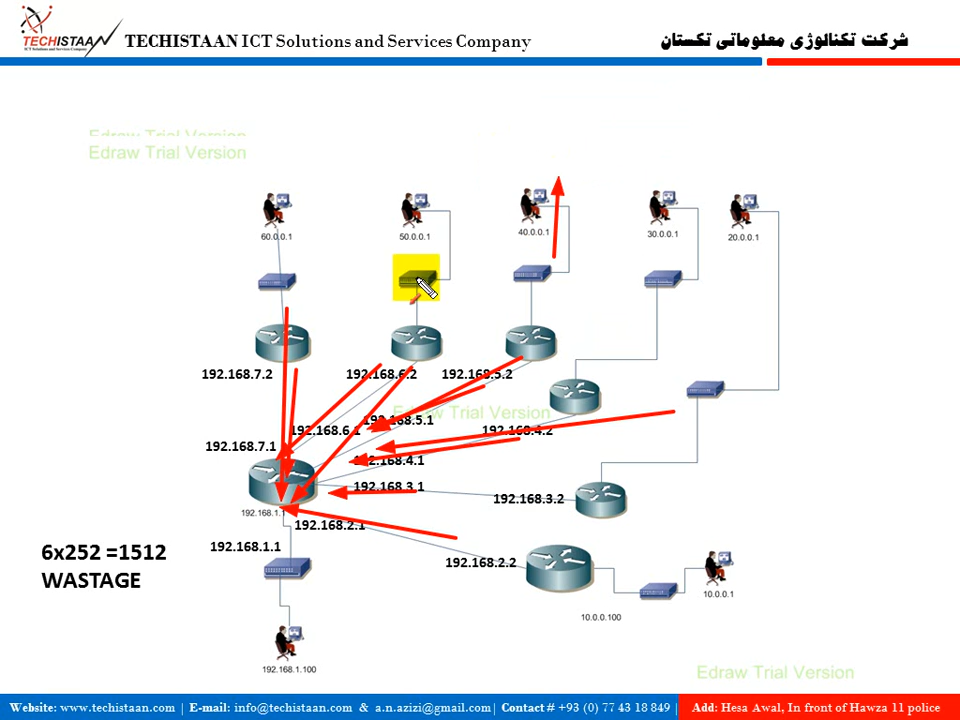 TECHISTAAN
ICT Solutions and Services Company
TECHISTAAN ICT Solutions and Services Company
شرکت تکنالوژی معلوماتی تکستان
Edraw Trial Version
Edraw Trial Version
60.0.0.1
50.0.0.1
40.0.0.1
30.0.0.1
20.0.0.1
192.168.7.2
192.168.6.2
192.168.5.2
Edraw Trial Version
192.168.5.1
192.168.6.1
192.168.4.2
192.168.7.1
192.168.4.1
192.168.3.1
192.168.3.2
192.168.1.1
192.168.2.1
192.168.1.1
6x252 =1512
WASTAGE
192.168.2.2
10.0.0.1
10.0.0.100
192.168.1.100
Edraw Trial Version
Website: www.techistaan.com | E-mail: info@techistaan.com & a.n.azizi@gmail.com| Contact # +93 (0) 77 43 18 849 | Add: Hesa Awal, In front of Hawza 11 police